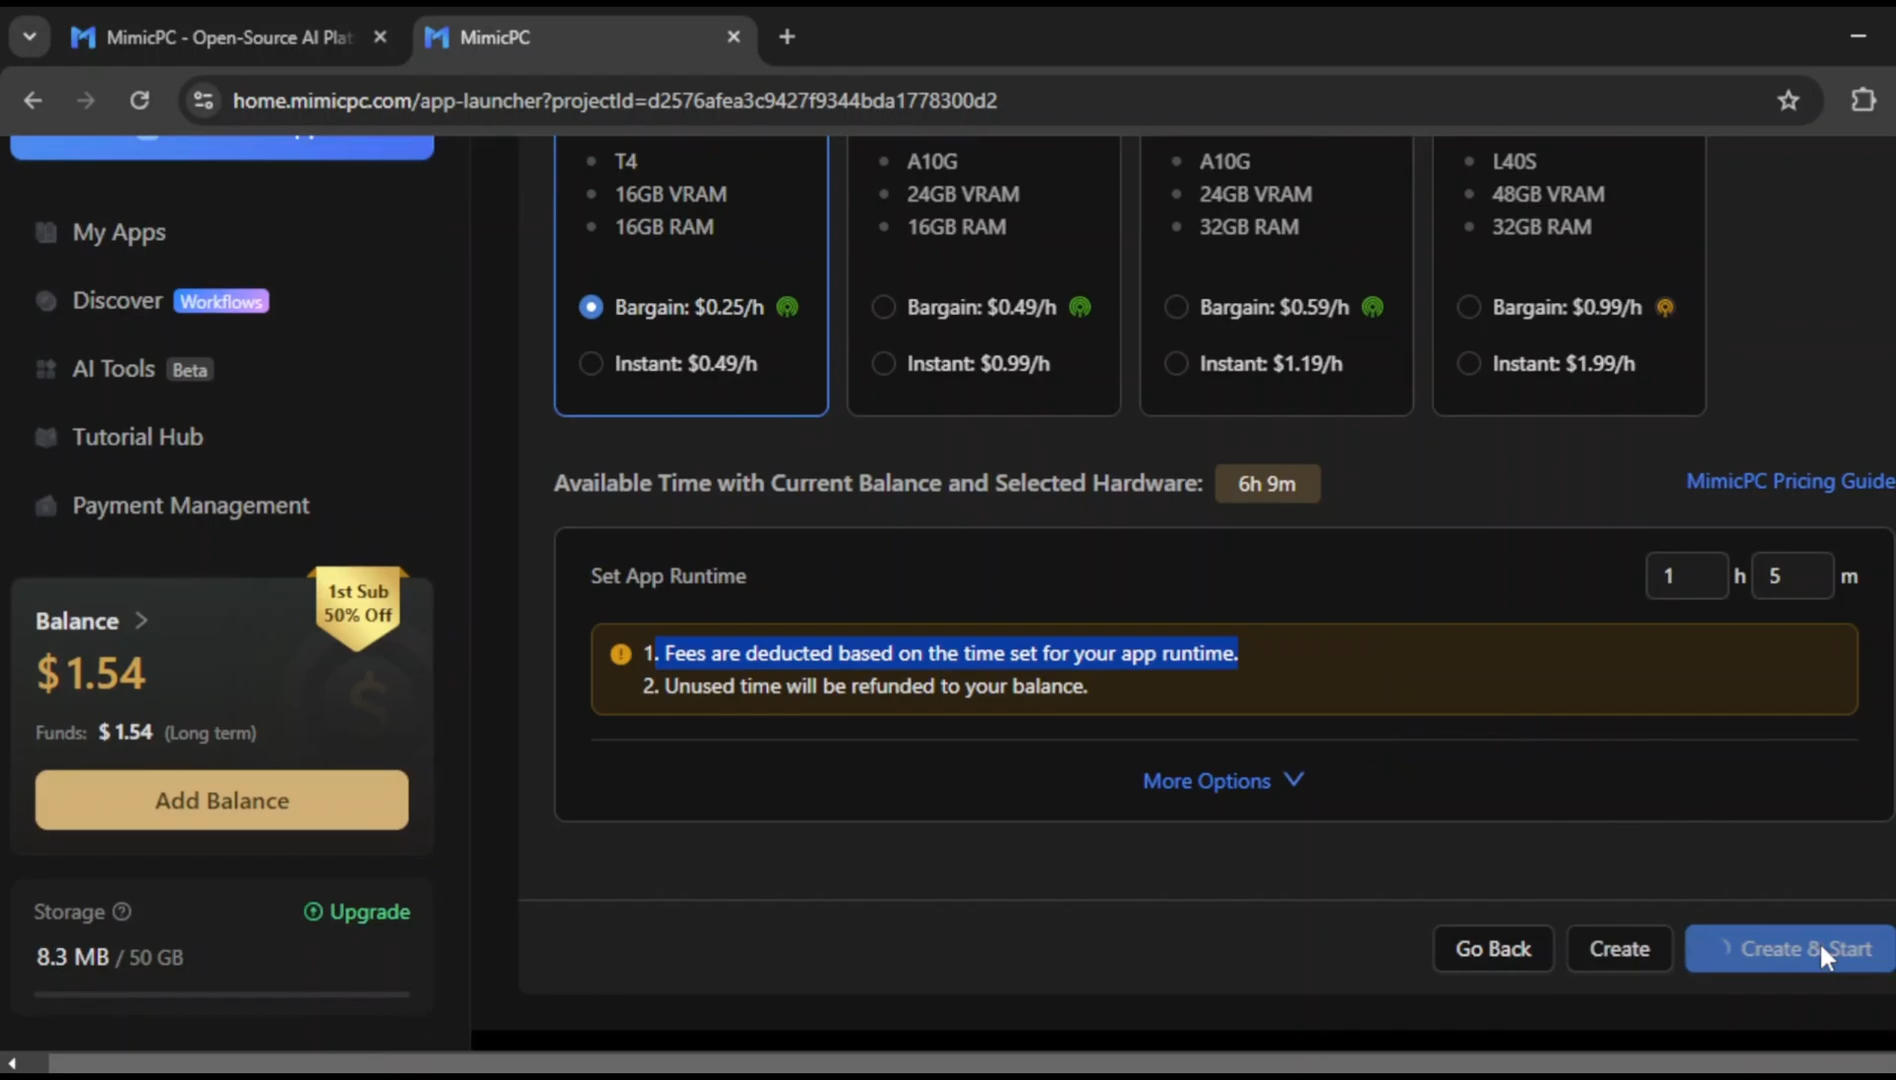 MimicPC - Open-Source AI Plat
MimicPC
home.mimicpc.com/app-launcher?projectId=d2576afea3c9427f9344bda1778300d2
My Apps
Discover Workflows
AI Tools Beta
Tutorial Hub
Payment Management
1st Sub
50% Off
Balance >
$1.54
Funds: $1.54 (Long term)
Add Balance
Storage
Upgrade
8.3 MB / 50 GB
T4
16GB VRAM
16GB RAM
Bargain: $0.25/h
Instant: $0.49/h
A10G
24GB VRAM
16GB RAM
Bargain: $0.49/h
Instant: $0.99/h
A10G
24GB VRAM
32GB RAM
Bargain: $0.59/h
Instant: $1.19/h
L40S
48GB VRAM
32GB RAM
Bargain: $0.99/h
Instant: $1.99/h
Available Time with Current Balance and Selected Hardware: 6h 9m
MimicPC Pricing Guide
Set App Runtime
1 h 5 m
1. Fees are deducted based on the time set for your app runtime.
2. Unused time will be refunded to your balance.
More Options
Go Back
Create
Create & Start